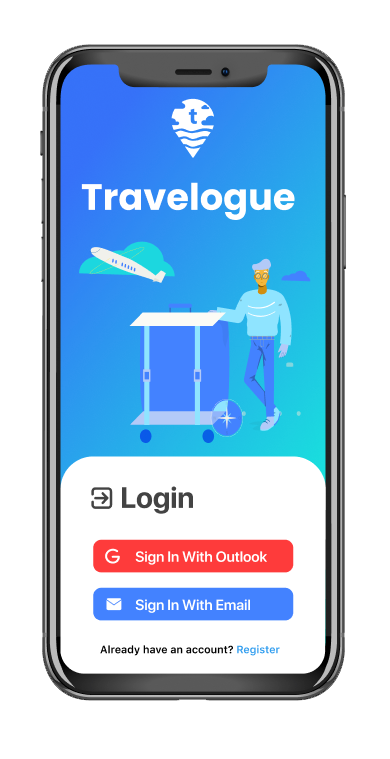 t
Travelogue
Login
G Sign In With Outlook
Sign In With Email
Already have an account? Register